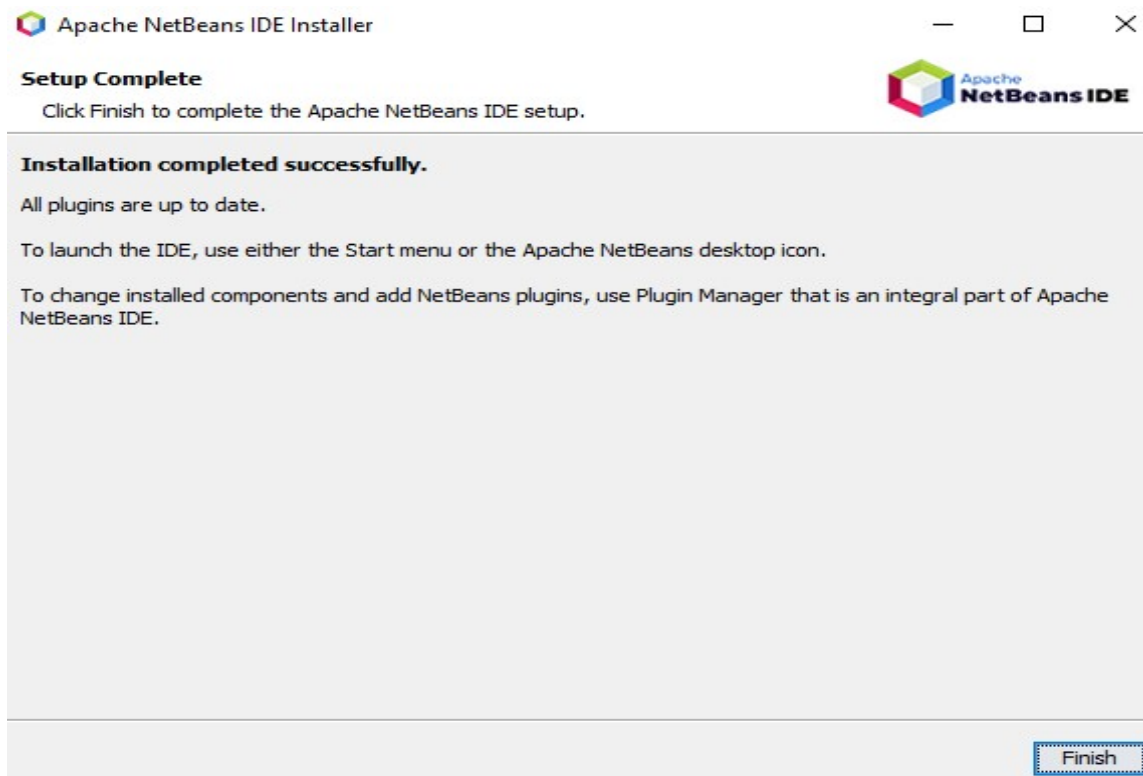 Apache NetBeans IDE Installer
Setup Complete
Click Finish to complete the Apache NetBeans IDE setup.
Apache
NetBeans IDE
Installation completed successfully.
All plugins are up to date.
To launch the IDE, use either the Start menu or the Apache NetBeans desktop icon.
To change installed components and add NetBeans plugins, use Plugin Manager that is an integral part of Apache
NetBeans IDE.
Finish